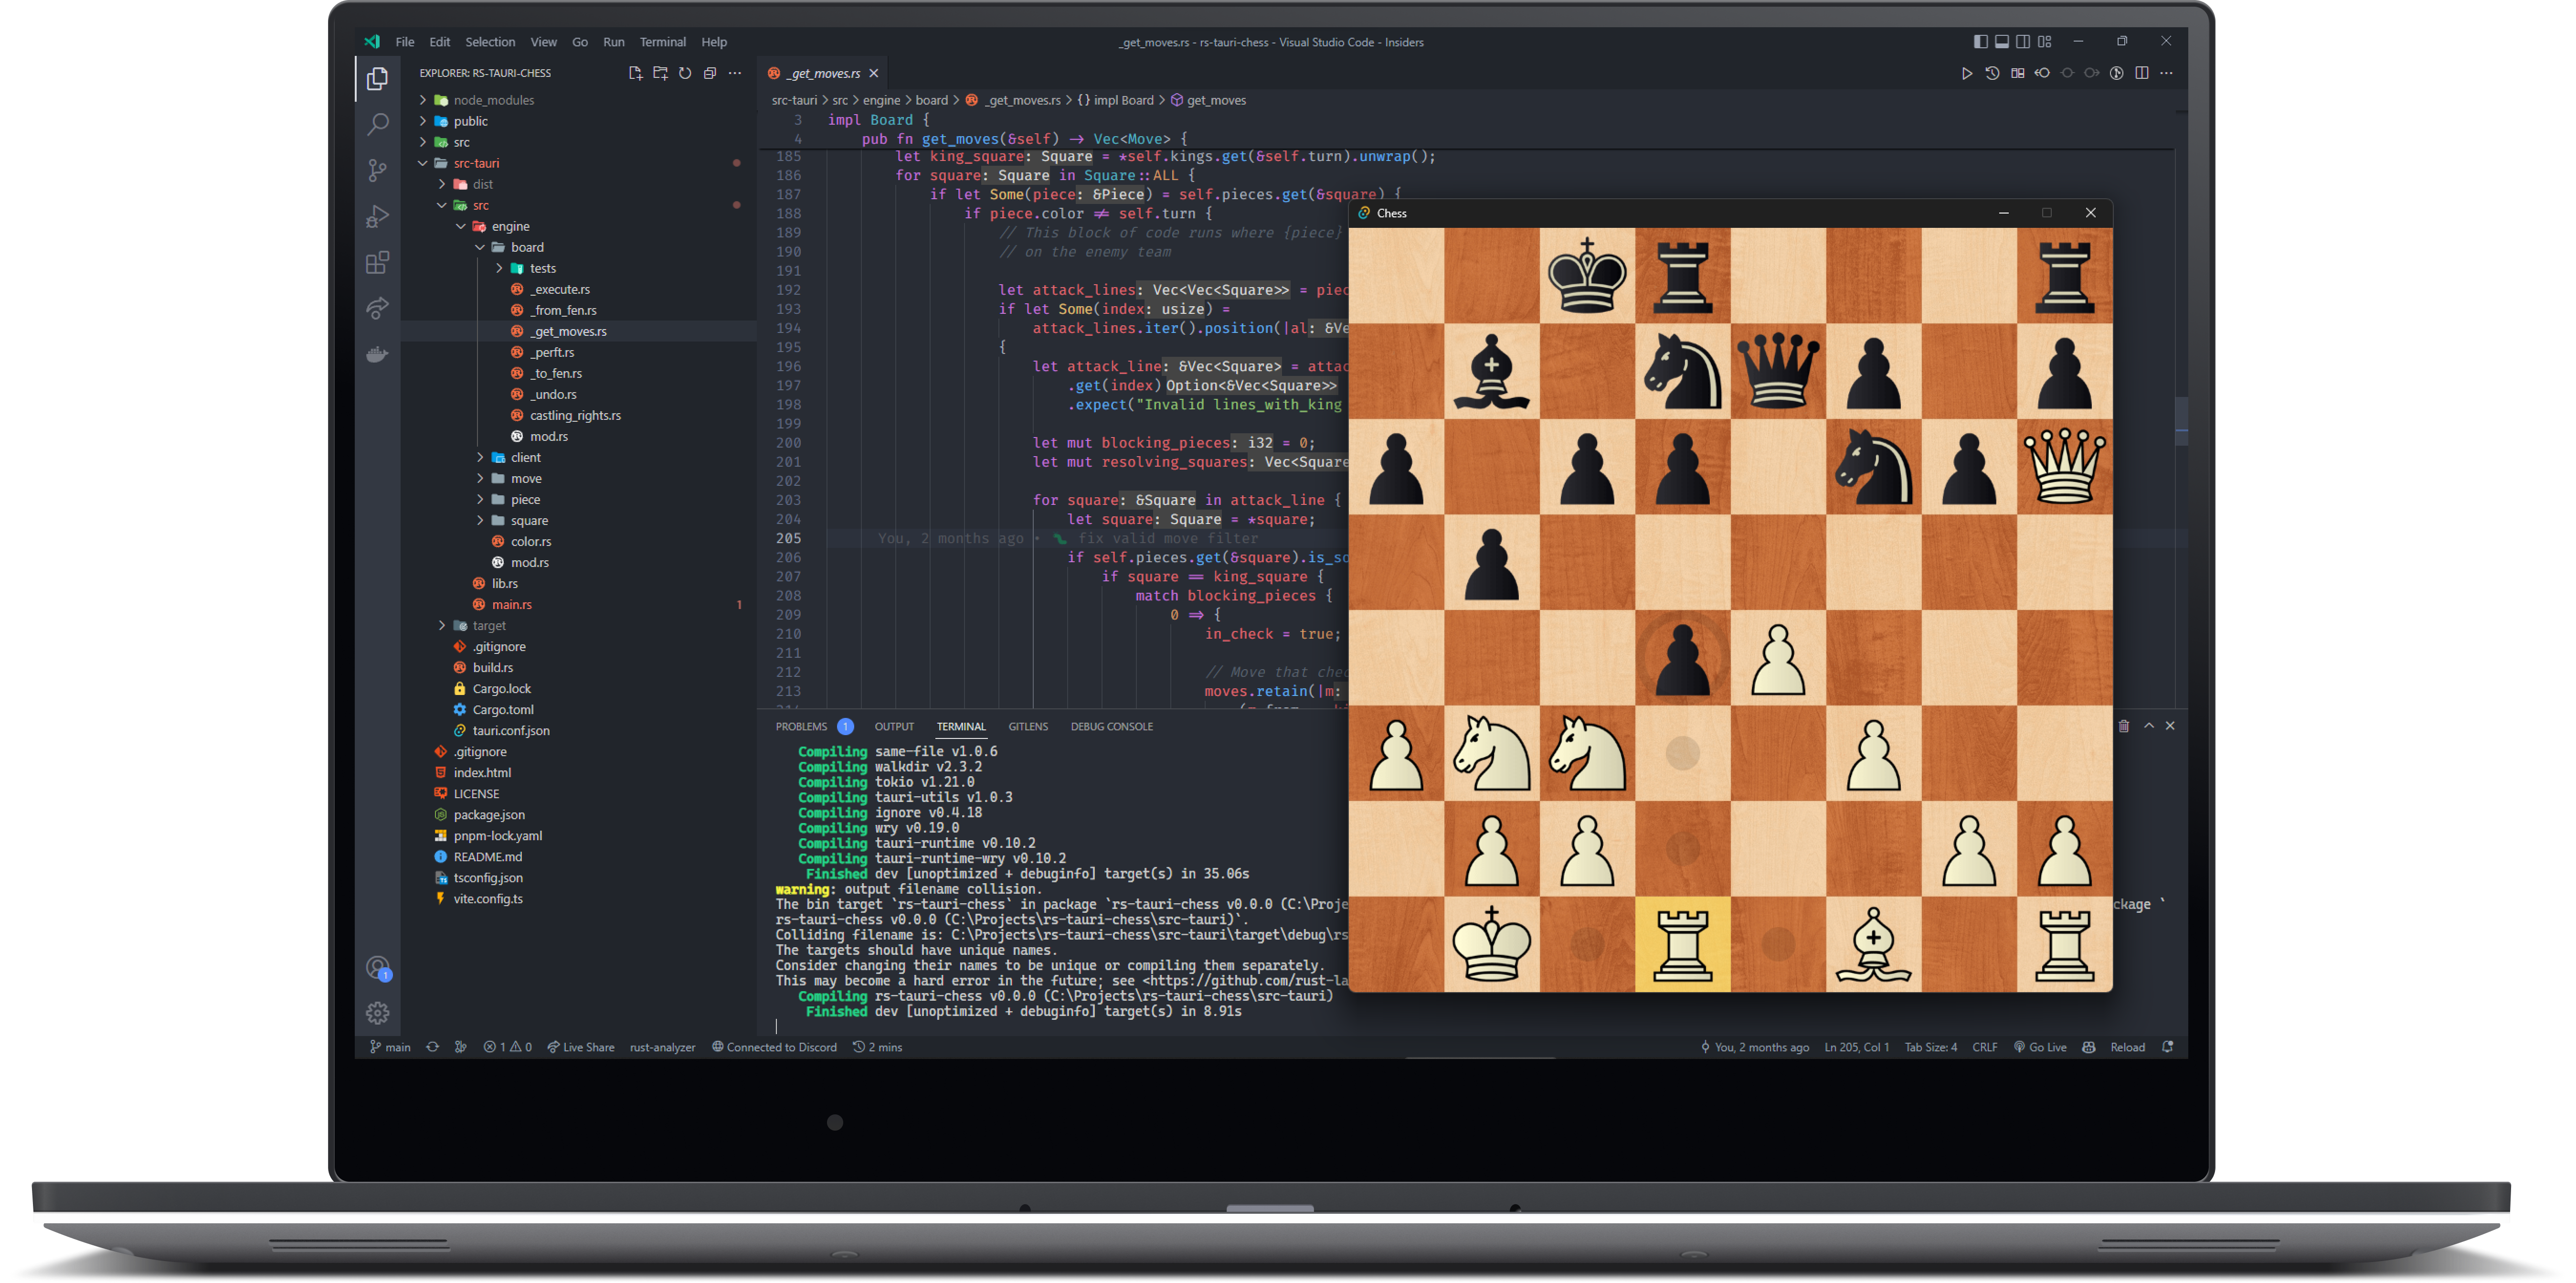 File Edit Selection View Go Run Terminal Help
_get_moves.rs - rs-tauri-chess - Visual Studio Code - Insiders
EXPLORER: RS-TAURI-CHESS
node_modules
public
src
src-tauri
dist
src
engine
board
tests
_execute.rs
_from_fen.rs
_get_moves.rs
_perft.rs
_to_fen.rs
_undo.rs
castling_rights.rs
mod.rs
client
move
piece
square
color.rs
mod.rs
lib.rs
main.rs 1
target
.gitignore
build.rs
Cargo.lock
Cargo.toml
tauri.conf.json
.gitignore
index.html
LICENSE
package.json
pnpm-lock.yaml
README.md
tsconfig.json
vite.config.ts
_get_moves.rs
src-tauri > src > engine > board > _get_moves.rs > {} impl Board > get_moves
3 impl Board {
4 pub fn get_moves(&self) → Vec<Move> {
185 let king_square: Square = *self.kings.get(&self.turn).unwrap();
186 for square: Square in Square::ALL {
187 if let Some(piece: &Piece) = self.pieces.get(&square) {
188 if piece.color ≠ self.turn {
189 // This block of code runs where {piece}
190 // on the enemy team
191
192 let attack_lines: Vec<Vec<Square>> = piec
193 if let Some(index: usize) =
194 attack_lines.iter().position(|al: &Ve
195 {
196 let attack_line: &Vec<Square> = attac
197 .get(index) Option<&Vec<Square>>
198 .expect("Invalid lines_with_king
199
200 let mut blocking_pieces: i32 = 0;
201 let mut resolving_squares: Vec<Square
202
203 for square: &Square in attack_line {
204 let square: Square = *square;
205 You, 2 months ago • fix valid move filter
206 if self.pieces.get(&square).is_so
207 if square == king_square {
208 match blocking_pieces {
209 0 ⇒ {
210 in_check = true;
211
212 // Move that chec
213 moves.retain(|m:
PROBLEMS 1 OUTPUT TERMINAL GITLENS DEBUG CONSOLE
Compiling same-file v1.0.6
Compiling walkdir v2.3.2
Compiling tokio v1.21.0
Compiling tauri-utils v1.0.3
Compiling ignore v0.4.18
Compiling wry v0.19.0
Compiling tauri-runtime v0.10.2
Compiling tauri-runtime-wry v0.10.2
Finished dev [unoptimized + debuginfo] target(s) in 35.06s
warning: output filename collision.
The bin target `rs-tauri-chess` in package `rs-tauri-chess v0.0.0 (C:\Proje ckage `
rs-tauri-chess v0.0.0 (C:\Projects\rs-tauri-chess\src-tauri)`.
Colliding filename is: C:\Projects\rs-tauri-chess\src-tauri\target\debug\rs
The targets should have unique names.
Consider changing their names to be unique or compiling them separately.
This may become a hard error in the future; see <https://github.com/rust-la
Compiling rs-tauri-chess v0.0.0 (C:\Projects\rs-tauri-chess\src-tauri)
Finished dev [unoptimized + debuginfo] target(s) in 8.91s
Chess
1
main 1 0 Live Share rust-analyzer Connected to Discord 2 mins
You, 2 months ago Ln 205, Col 1 Tab Size: 4 CRLF Go Live Reload